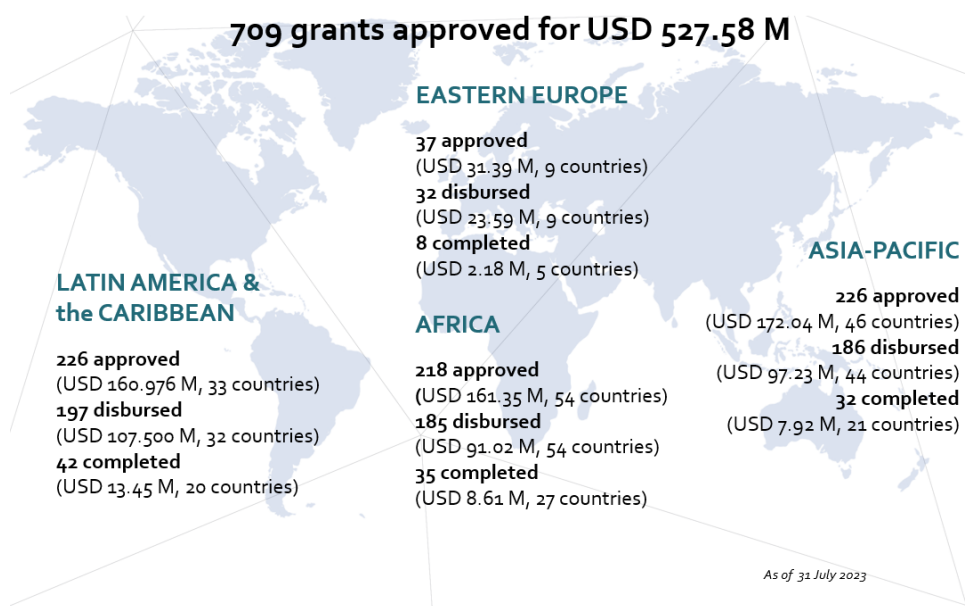 709 grants approved for USD 527.58 M
EASTERN EUROPE
37 approved
(USD 31.39 M, 9 countries)
32 disbursed
(USD 23.59 M, 9 countries)
8 completed
(USD 2.18 M, 5 countries)
LATIN AMERICA &
the CARIBBEAN
226 approved
(USD 160.976 M, 33 countries)
197 disbursed
(USD 107.500 M, 32 countries)
42 completed
(USD 13.45 M, 20 countries)
AFRICA
218 approved
(USD 161.35 M, 54 countries)
185 disbursed
(USD 91.02 M, 54 countries)
35 completed
(USD 8.61 M, 27 countries)
ASIA-PACIFIC
226 approved
(USD 172.04 M, 46 countries)
186 disbursed
(USD 97.23 M, 44 countries)
32 completed
(USD 7.92 M, 21 countries)
As of 31 July 2023